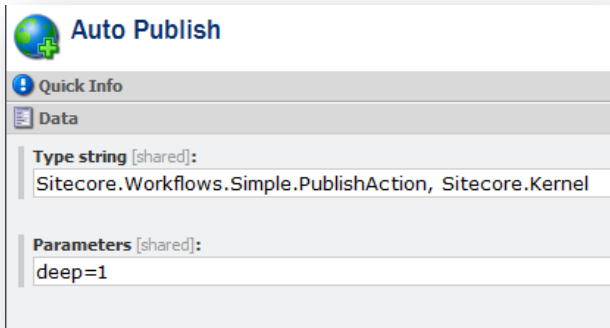 Auto Publish
Quick Info
Data
Type string [shared]:
Sitecore.Workflows.Simple.PublishAction, Sitecore.Kernel
Parameters [shared]:
deep=1